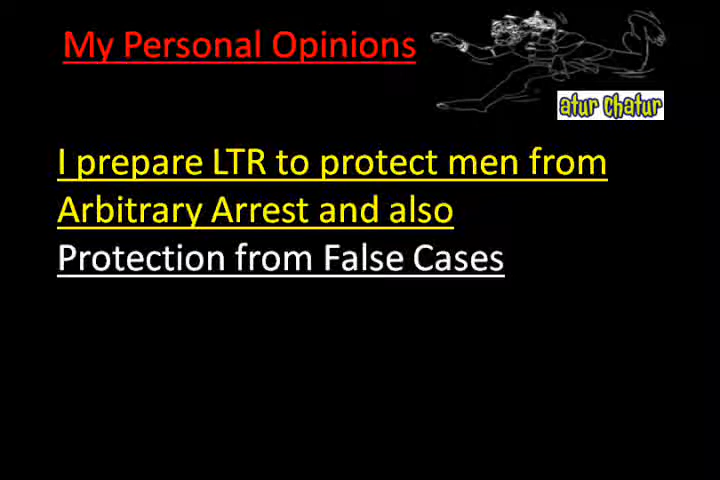 My Personal Opinions
atur chatur
I prepare LTR to protect men from
Arbitrary Arrest and also
Protection from False Cases